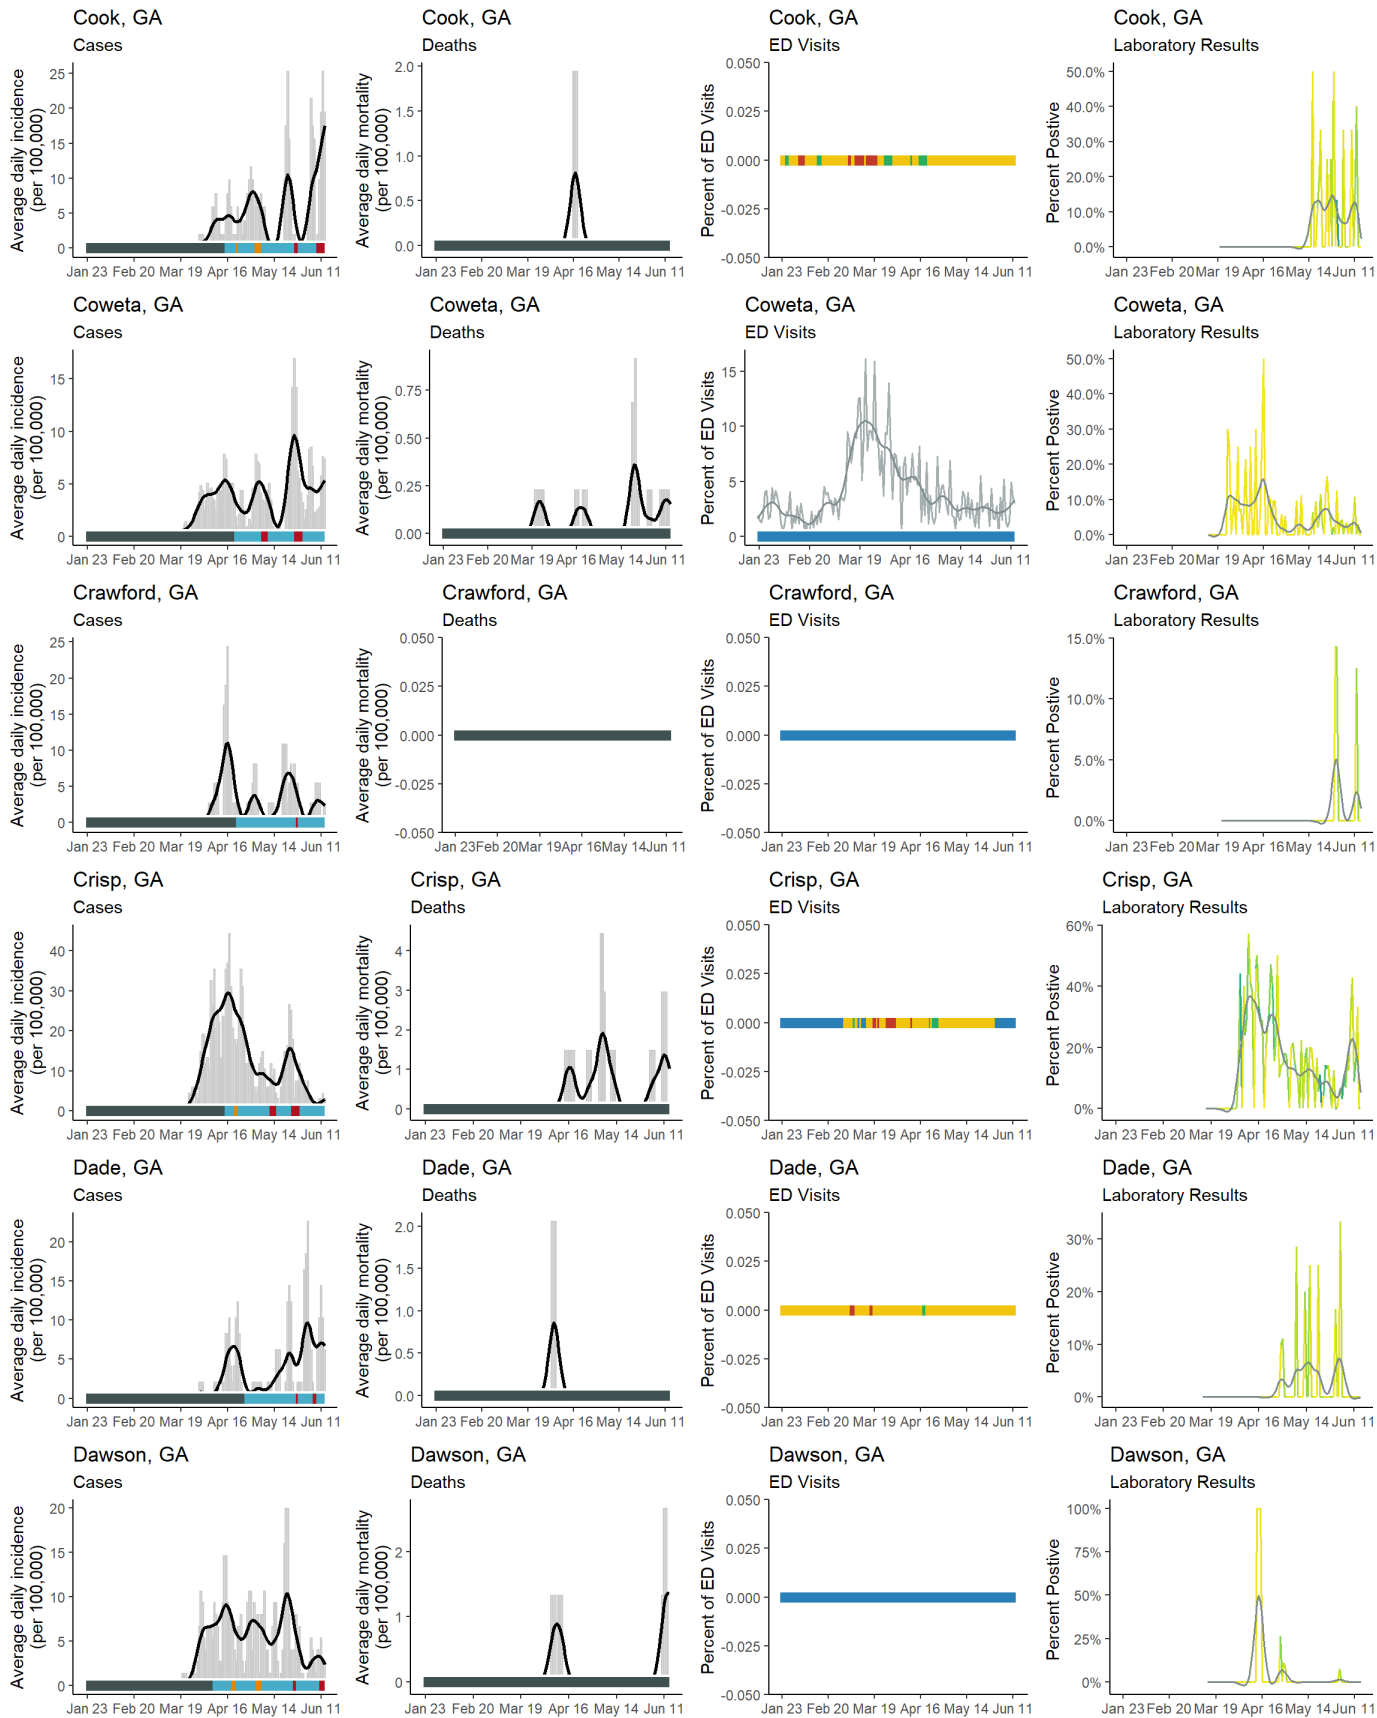 Cook, GA
Cases
Average daily incidence
(per 100,000)
25
20
15
10
5
0
Jan 23 Feb 20 Mar 19 Apr 16 May 14 Jun 11
Cook, GA
Deaths
Average daily mortality
(per 100,000)
2.0
1.5
1.0
0.5
0.0
Jan 23 Feb 20 Mar 19 Apr 16 May 14 Jun 11
Cook, GA
ED Visits
Percent of ED Visits
0.050
0.025
0.000
-0.025
-0.050
Jan 23 Feb 20 Mar 19 Apr 16 May 14 Jun 11
Cook, GA
Laboratory Results
Percent Postive
50.0%
40.0%
30.0%
20.0%
10.0%
0.0%
Jan 23 Feb 20 Mar 19 Apr 16 May 14 Jun 11
Coweta, GA
Cases
Average daily incidence
(per 100,000)
15
10
5
0
Jan 23 Feb 20 Mar 19 Apr 16 May 14 Jun 11
Coweta, GA
Deaths
Average daily mortality
(per 100,000)
0.75
0.50
0.25
0.00
Jan 23 Feb 20 Mar 19 Apr 16 May 14 Jun 11
Coweta, GA
ED Visits
Percent of ED Visits
15
10
5
0
Jan 23 Feb 20 Mar 19 Apr 16 May 14 Jun 11
Coweta, GA
Laboratory Results
Percent Postive
50.0%
40.0%
30.0%
20.0%
10.0%
0.0%
Jan 23 Feb 20 Mar 19 Apr 16 May 14 Jun 11
Crawford, GA
Cases
Average daily incidence
(per 100,000)
25
20
15
10
5
0
Jan 23 Feb 20 Mar 19 Apr 16 May 14 Jun 11
Crawford, GA
Deaths
Average daily mortality
(per 100,000)
0.050
0.025
0.000
-0.025
-0.050
Jan 23 Feb 20 Mar 19 Apr 16 May 14 Jun 11
Crawford, GA
ED Visits
Percent of ED Visits
0.050
0.025
0.000
-0.025
-0.050
Jan 23 Feb 20 Mar 19 Apr 16 May 14 Jun 11
Crawford, GA
Laboratory Results
Percent Postive
15.0%
10.0%
5.0%
0.0%
Jan 23 Feb 20 Mar 19 Apr 16 May 14 Jun 11
Crisp, GA
Cases
Average daily incidence
(per 100,000)
40
30
20
10
0
Jan 23 Feb 20 Mar 19 Apr 16 May 14 Jun 11
Crisp, GA
Deaths
Average daily mortality
(per 100,000)
4
3
2
1
0
Jan 23 Feb 20 Mar 19 Apr 16 May 14 Jun 11
Crisp, GA
ED Visits
Percent of ED Visits
0.050
0.025
0.000
-0.025
-0.050
Jan 23 Feb 20 Mar 19 Apr 16 May 14 Jun 11
Crisp, GA
Laboratory Results
Percent Postive
60%
40%
20%
0%
Jan 23 Feb 20 Mar 19 Apr 16 May 14 Jun 11
Dade, GA
Cases
Average daily incidence
(per 100,000)
20
15
10
5
0
Jan 23 Feb 20 Mar 19 Apr 16 May 14 Jun 11
Dade, GA
Deaths
Average daily mortality
(per 100,000)
2.0
1.5
1.0
0.5
0.0
Jan 23 Feb 20 Mar 19 Apr 16 May 14 Jun 11
Dade, GA
ED Visits
Percent of ED Visits
0.050
0.025
0.000
-0.025
-0.050
Jan 23 Feb 20 Mar 19 Apr 16 May 14 Jun 11
Dade, GA
Laboratory Results
Percent Postive
30%
20%
10%
0%
Jan 23 Feb 20 Mar 19 Apr 16 May 14 Jun 11
Dawson, GA
Cases
Average daily incidence
(per 100,000)
20
15
10
5
0
Jan 23 Feb 20 Mar 19 Apr 16 May 14 Jun 11
Dawson, GA
Deaths
Average daily mortality
(per 100,000)
2
1
0
Jan 23 Feb 20 Mar 19 Apr 16 May 14 Jun 11
Dawson, GA
ED Visits
Percent of ED Visits
0.050
0.025
0.000
-0.025
-0.050
Jan 23 Feb 20 Mar 19 Apr 16 May 14 Jun 11
Dawson, GA
Laboratory Results
Percent Postive
100%
75%
50%
25%
0%
Jan 23 Feb 20 Mar 19 Apr 16 May 14 Jun 11